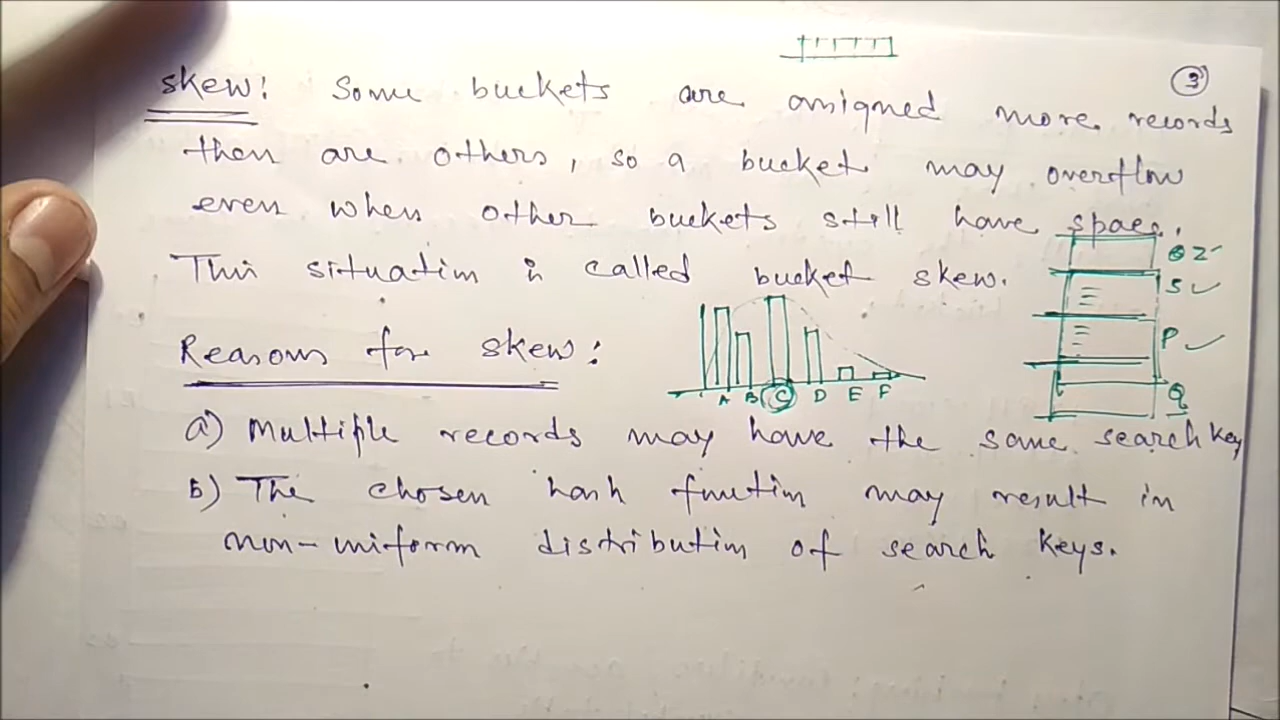 3
skew: Some buckets are assigned more records
then are others, so a bucket may overflow
even when other buckets still have space.
This situation is called bucket skew.
Q Z
S
P
Q
Reasons for skew:
A B C D E F
a) Multiple records may have the same search key
b) The chosen hash function may result in
non-uniform distribution of search keys.